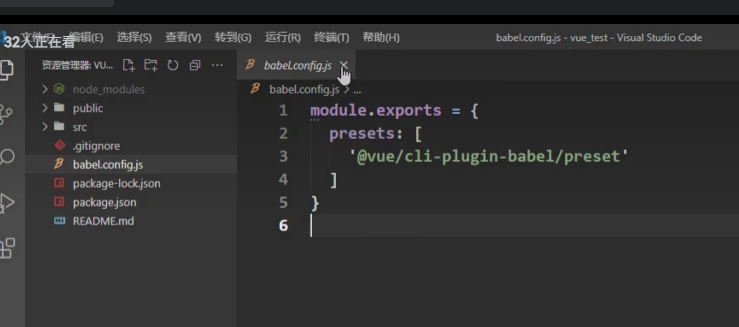 32人正在看
文件(F) 编辑(E) 选择(S) 查看(V) 转到(G) 运行(R) 终端(T) 帮助(H) babel.config.js - vue_test - Visual Studio Code
资源管理器: VU...
babel.config.js
babel.config.js > ...
node_modules
public
src
.gitignore
babel.config.js
package-lock.json
package.json
README.md
1 module.exports = {
2 presets: [
3 '@vue/cli-plugin-babel/preset'
4 ]
5 }
6